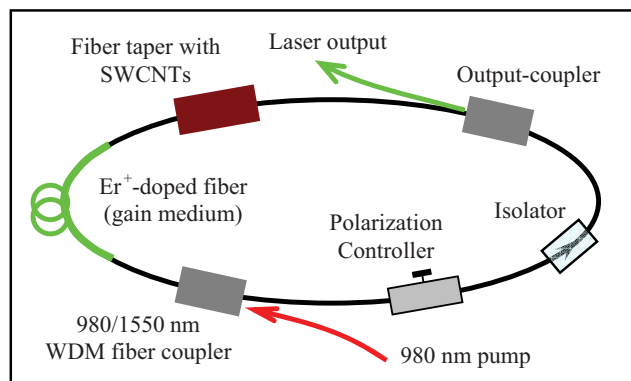 Fiber taper with
SWCNTs
Laser output
Output-coupler
Er⁺-doped fiber
(gain medium)
Polarization
Controller
Isolator
980/1550 nm
WDM fiber coupler
980 nm pump